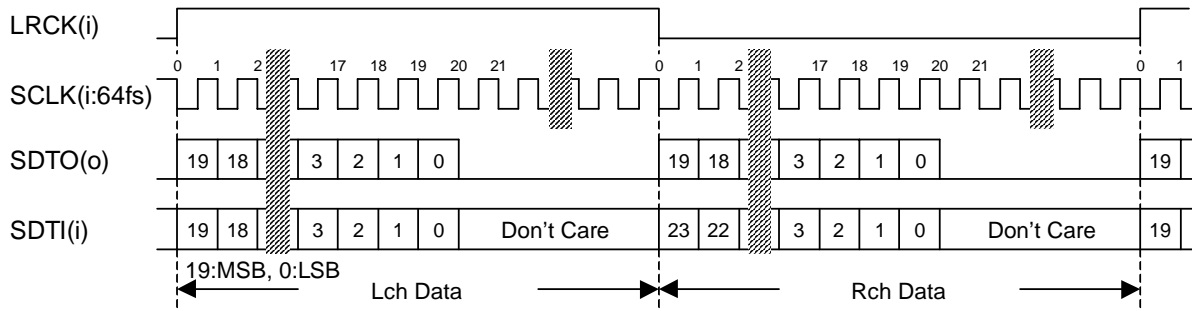 LRCK(i)
0 1 2 17 18 19 20 21 0 1 2 17 18 19 20 21 0 1
SCLK(i:64fs)
SDTO(o) 19 18 3 2 1 0 19 18 3 2 1 0 19
SDTI(i) 19 18 3 2 1 0 Don't Care 23 22 3 2 1 0 Don't Care 19
19:MSB, 0:LSB
Lch Data Rch Data